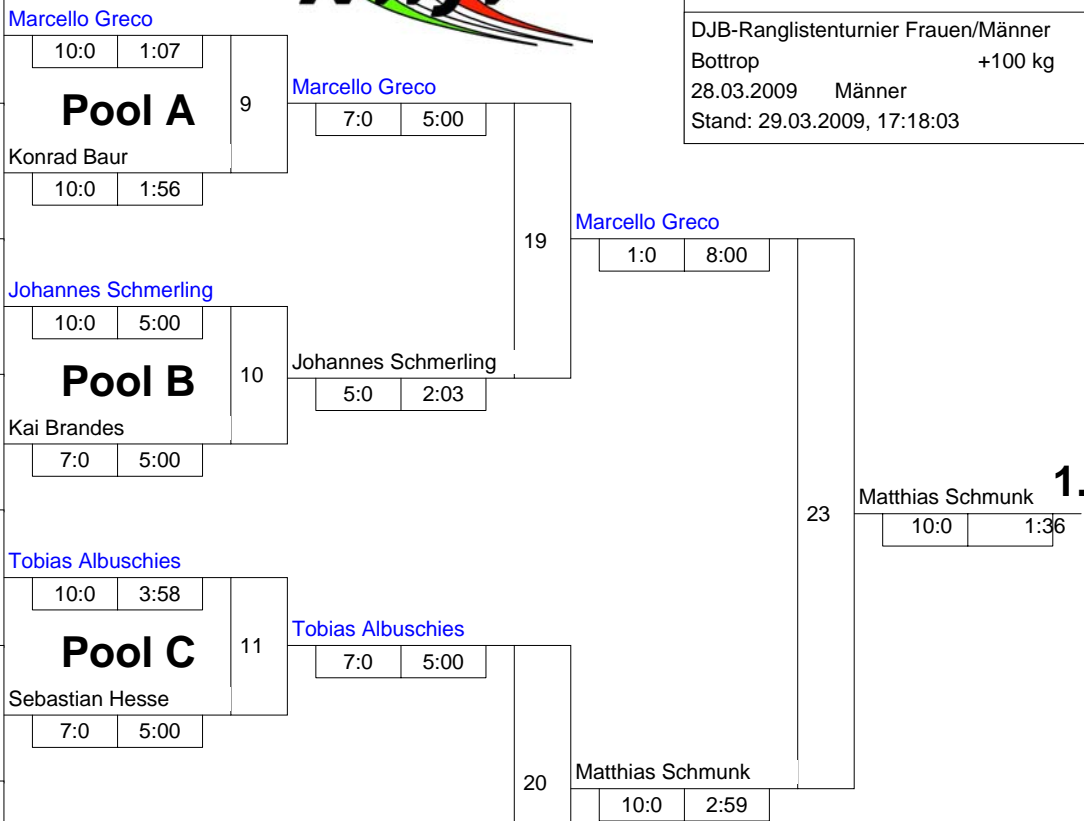 DJB-Ranglistenturnier Frauen/Männer
Bottrop +100 kg
28.03.2009 Männer
Stand: 29.03.2009, 17:18:03
Marcello Greco
10:0 1:07
Pool A
9
Konrad Baur
10:0 1:56
Marcello Greco
7:0 5:00
Johannes Schmerling
10:0 5:00
Pool B
10
Kai Brandes
7:0 5:00
Johannes Schmerling
5:0 2:03
19
Marcello Greco
1:0 8:00
Tobias Albuschies
10:0 3:58
Pool C
11
Sebastian Hesse
7:0 5:00
Tobias Albuschies
7:0 5:00
20
Matthias Schmunk
10:0 2:59
23
Matthias Schmunk 1.
10:0 1:36